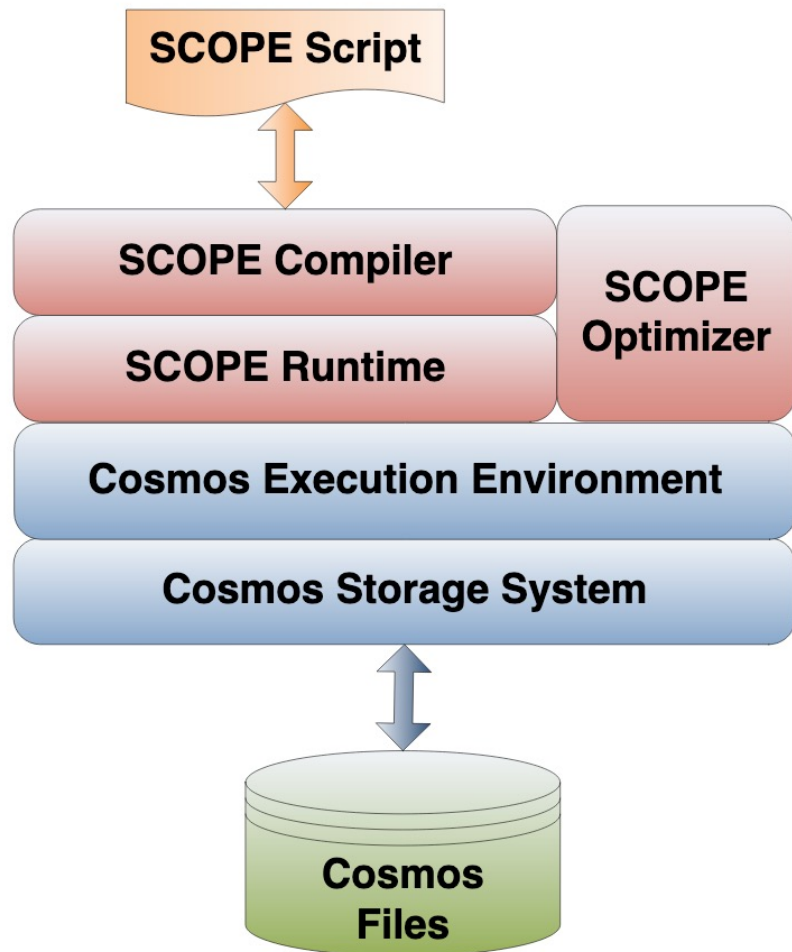 SCOPE Script
SCOPE Compiler
SCOPE
Optimizer
SCOPE Runtime
Cosmos Execution Environment
Cosmos Storage System
Cosmos
Files